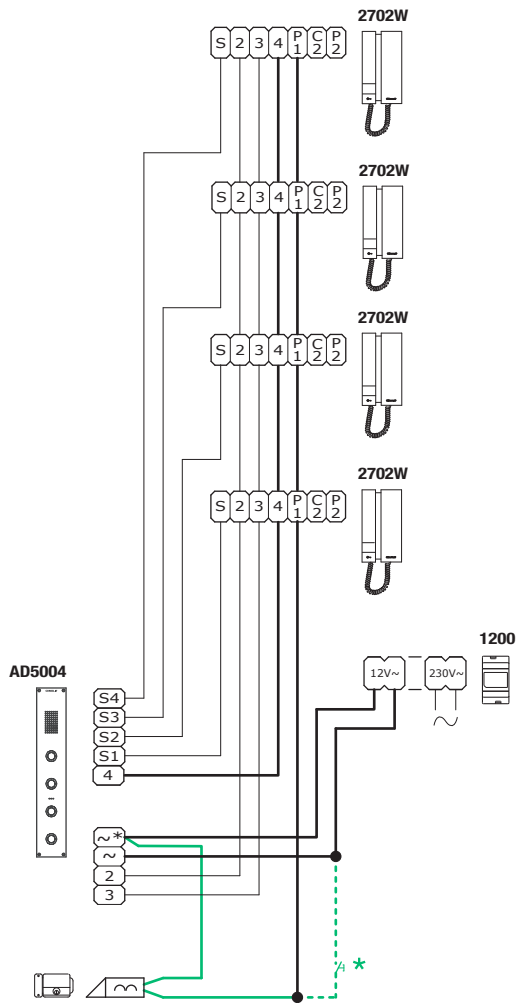 2702W
S 2 3 4 P1 C2 P2
2702W
S 2 3 4 P1 C2 P2
2702W
S 2 3 4 P1 C2 P2
2702W
S 2 3 4 P1 C2 P2
1200
12V~ 230V~
AD5004
S4
S3
S2
S1
4
~*
~
2
3
*